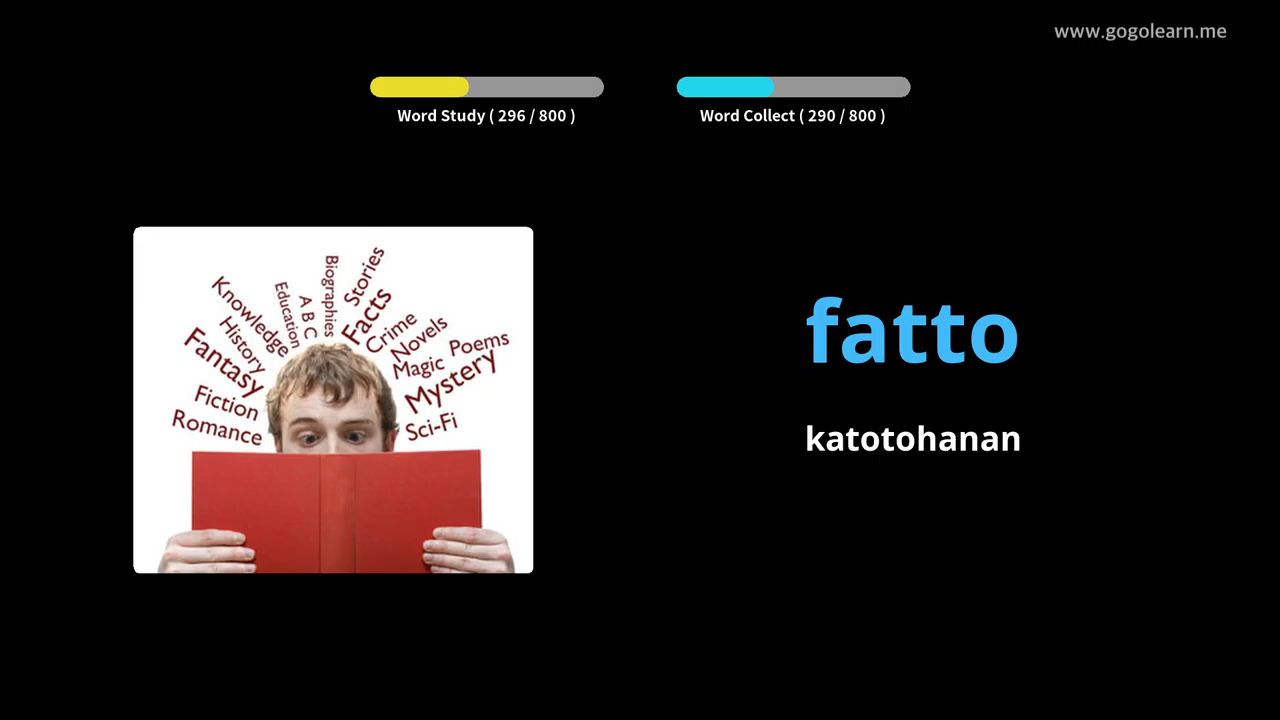 www.gogolearn.me
Word Study ( 296 / 800 )
Word Collect ( 290 / 800 )
Knowledge
Education
A B C
Biographies
Stories
Facts
History
Crime
Novels
Fantasy
Magic
Poems
Mystery
Fiction
Romance
Sci-Fi
fatto
katotohanan